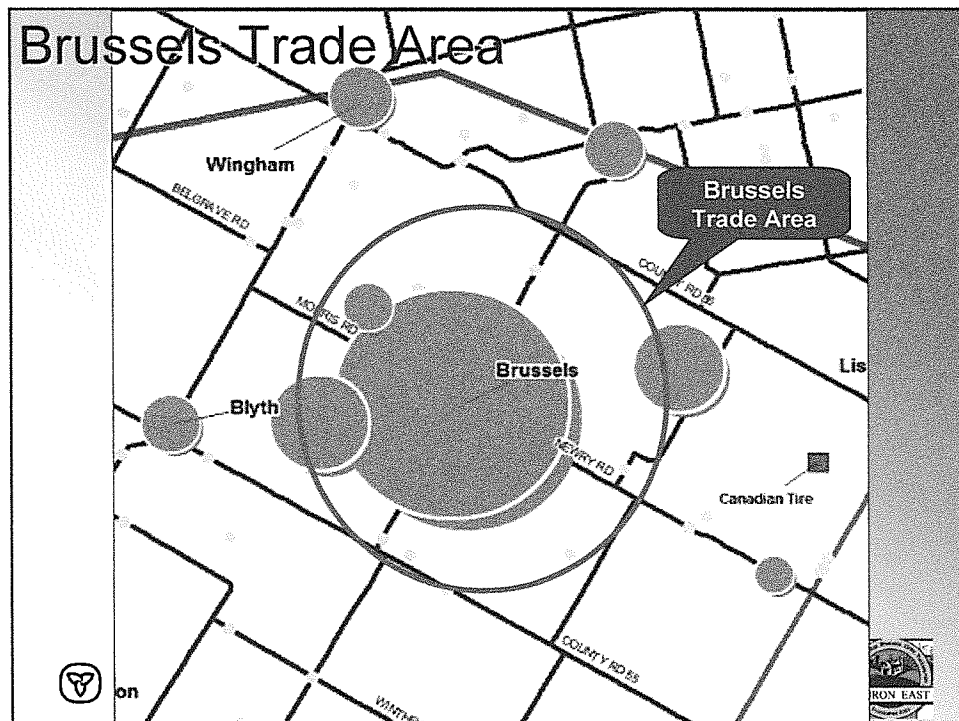 Brussels Trade Area
Wingham
Brussels
Trade Area
BELGRAVE RD
COUNTY RD 86
MORRIS RD
Brussels
Lis
Blyth
NEWRY RD
Canadian Tire
COUNTY RD 55
on
RON EAST